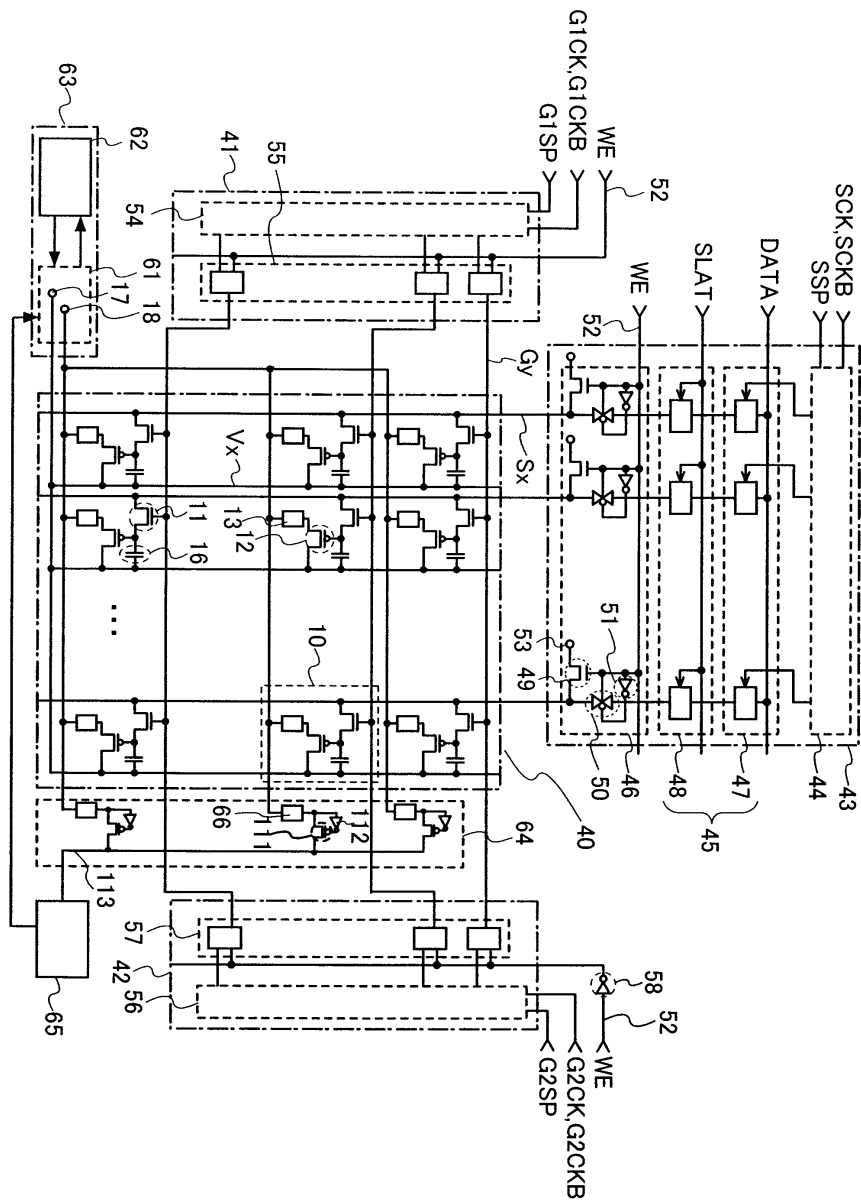 SCK,SCKB
SSP
DATA
SLAT
WE
52
43
44
47
45
48
46
50
51
53
49
WE
52
G1CK,G1CKB
G1SP
41
55
54
Gy
Sx
63
62
61
17
18
Vx
11
16
13
12
...
10
40
64
66
112
111
113
65
57
42
56
58
52
WE
G2CK,G2CKB
G2SP